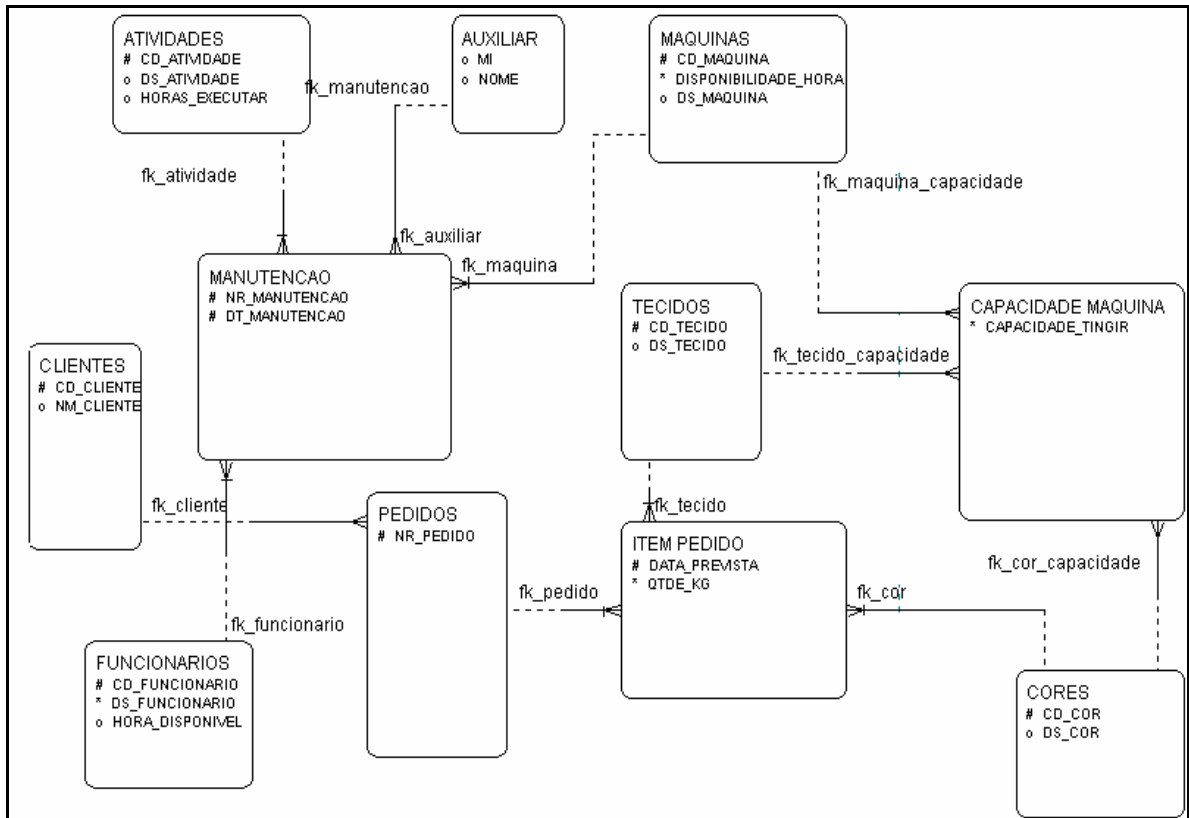 ATIVIDADES
# CD_ATIVIDADE
o DS_ATIVIDADE
o HORAS_EXECUTAR
AUXILIAR
o MI
o NOME
MAQUINAS
# CD_MAQUINA
* DISPONIBILIDADE_HORA
o DS_MAQUINA
fk_manutencao
fk_atividade
fk_maquina_capacidade
fk_auxiliar
fk_maquina
MANUTENCAO
# NR_MANUTENCAO
# DT_MANUTENCAO
TECIDOS
# CD_TECIDO
o DS_TECIDO
CAPACIDADE MAQUINA
* CAPACIDADE_TINGIR
fk_tecido_capacidade
CLIENTES
# CD_CLIENTE
o NM_CLIENTE
fk_cliente
PEDIDOS
# NR_PEDIDO
fk_tecido
ITEM PEDIDO
# DATA_PREVISTA
* QTDE_KG
fk_cor_capacidade
fk_pedido
fk_cor
fk_funcionario
FUNCIONARIOS
# CD_FUNCIONARIO
* DS_FUNCIONARIO
o HORA_DISPONIVEL
CORES
# CD_COR
o DS_COR